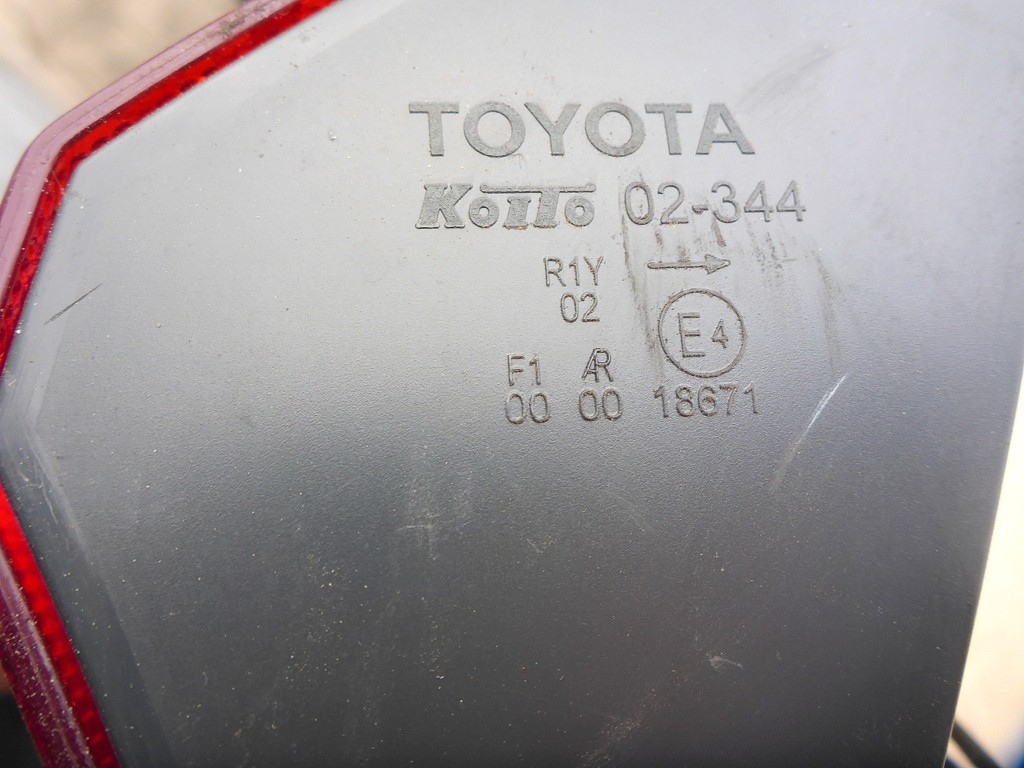 TOYOTA
KoITo 02-344
R1Y →
02
E4
F1 AR
00 00 18671